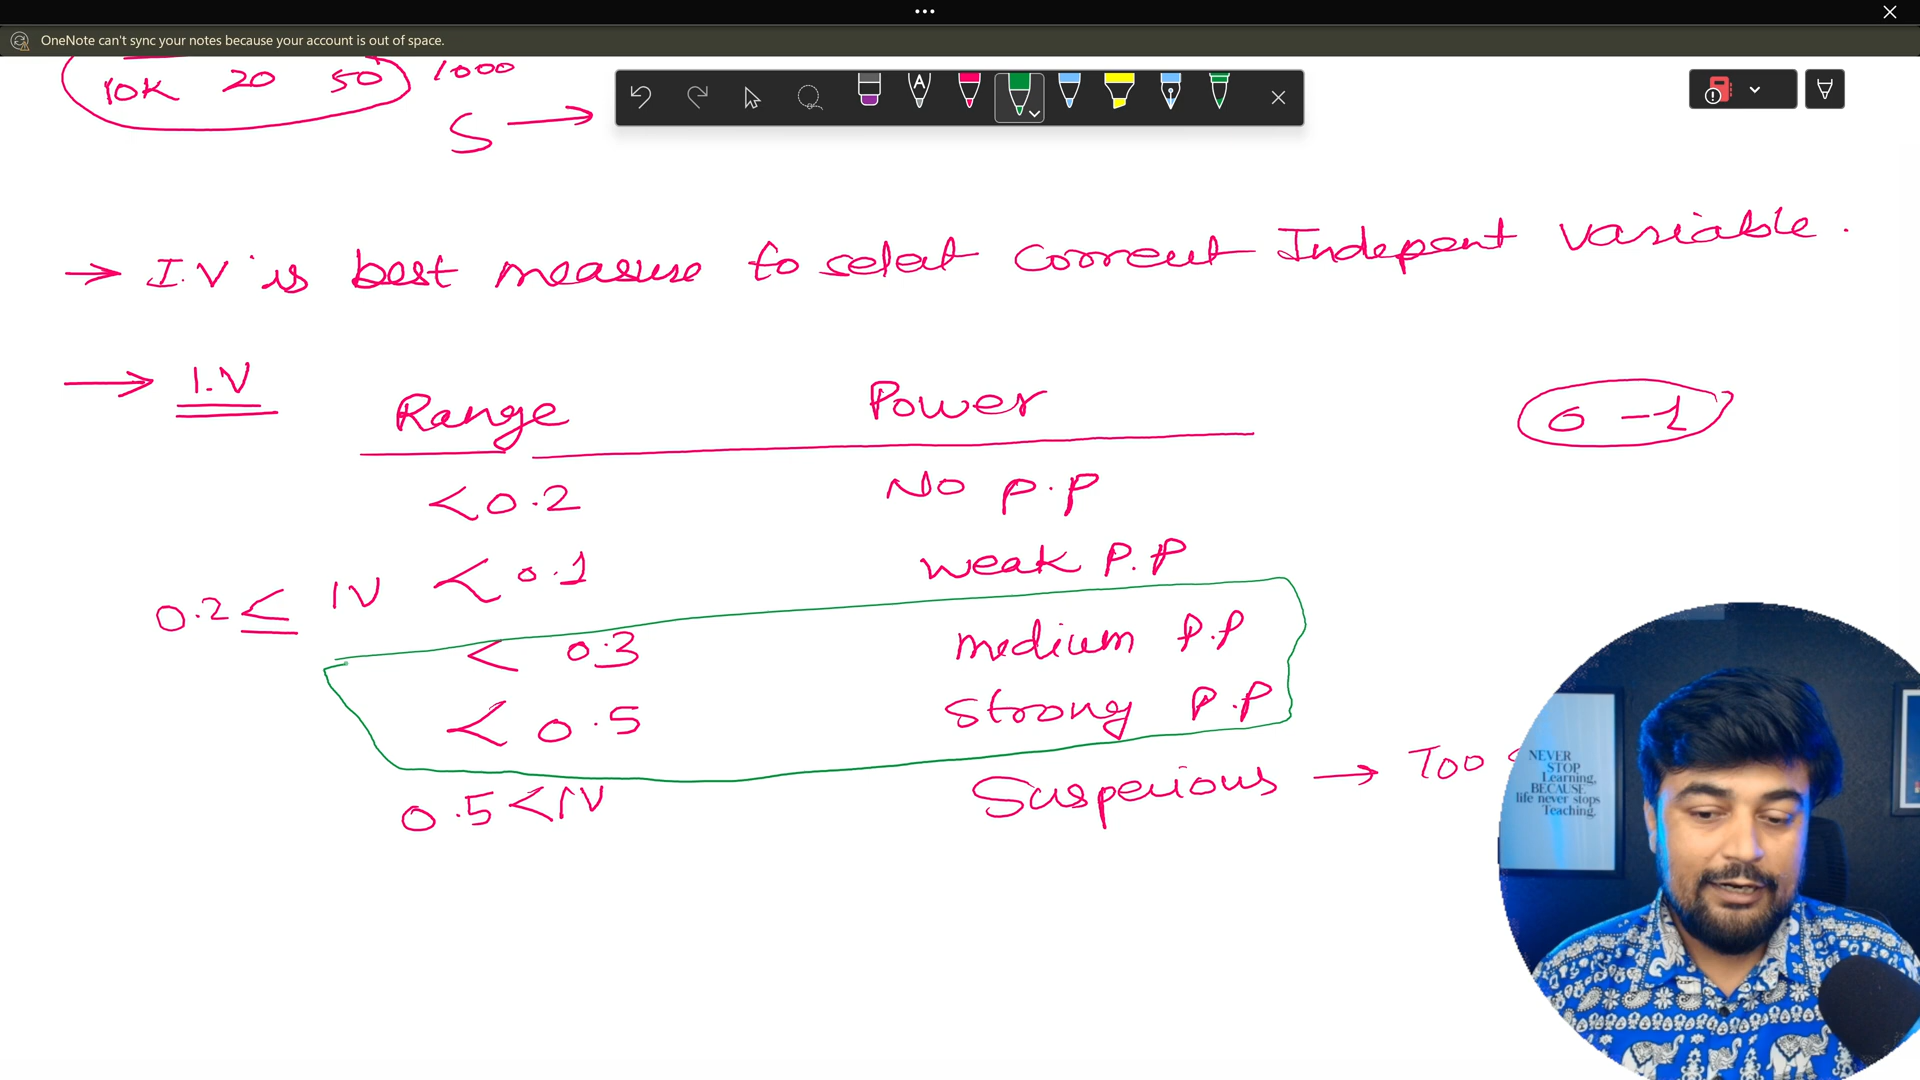 OneNote can't sync your notes because your account is out of space.
10K 20 50 1000
S →
→ I.V is best measure to select correct Indepent variable.
→ I.V
Range Power 0 - 1
< 0.2 No P.P
0.2 ≤ IV < 0.1 weak P.P
< 0.3 medium P.P
< 0.5 Strong P.P
0.5 < IV Susperious → Too
NEVER
STOP
Learning,
BECAUSE
life never stops
Teaching.